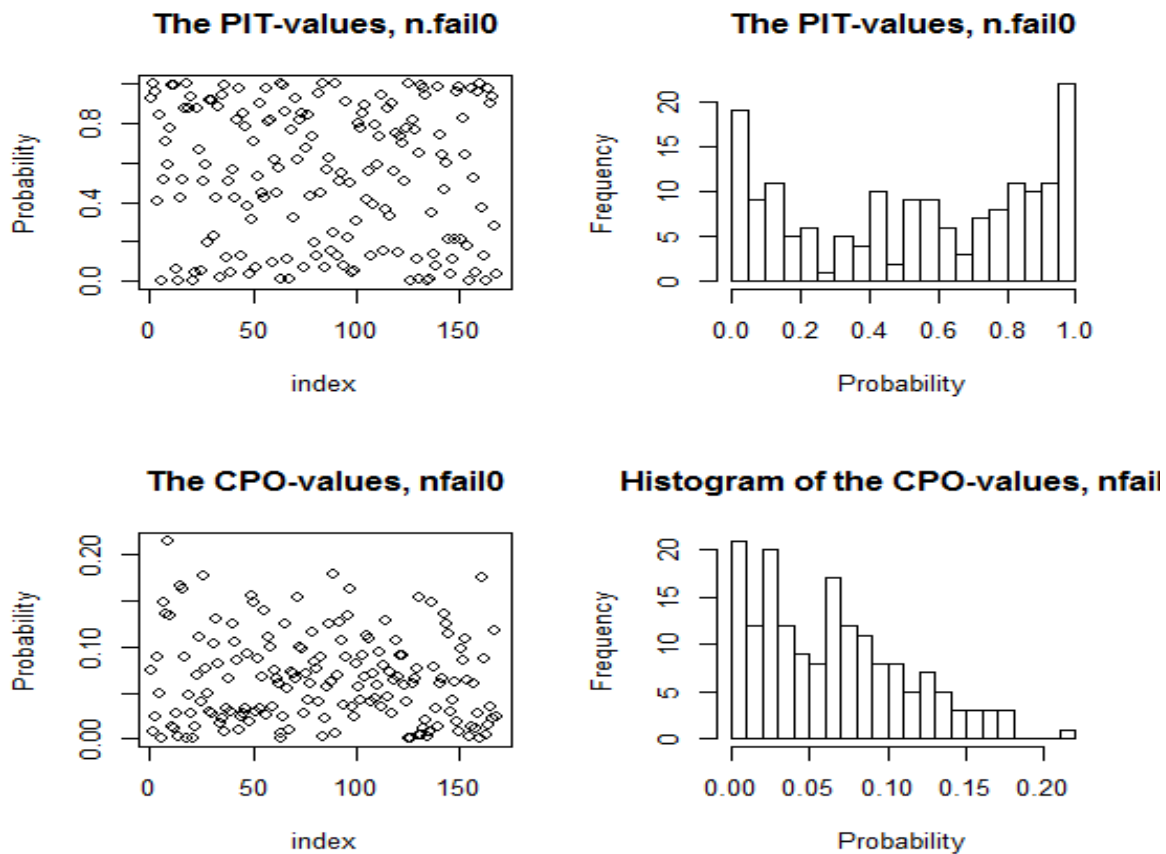 The PIT-values, n.fail0
Probability
0.0 0.4 0.8
0 50 100 150
index
The PIT-values, n.fail0
Frequency
0 5 10 15 20
0.0 0.2 0.4 0.6 0.8 1.0
Probability
The CPO-values, nfail0
Probability
0.00 0.10 0.20
0 50 100 150
index
Histogram of the CPO-values, nfail
Frequency
0 5 10 15 20
0.00 0.05 0.10 0.15 0.20
Probability